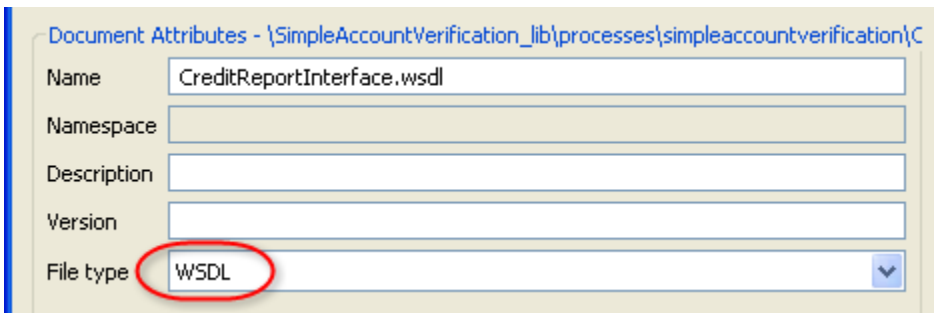 Document Attributes - \SimpleAccountVerification_lib\processes\simpleaccountverification\C
Name CreditReportInterface.wsdl
Namespace
Description
Version
File type WSDL